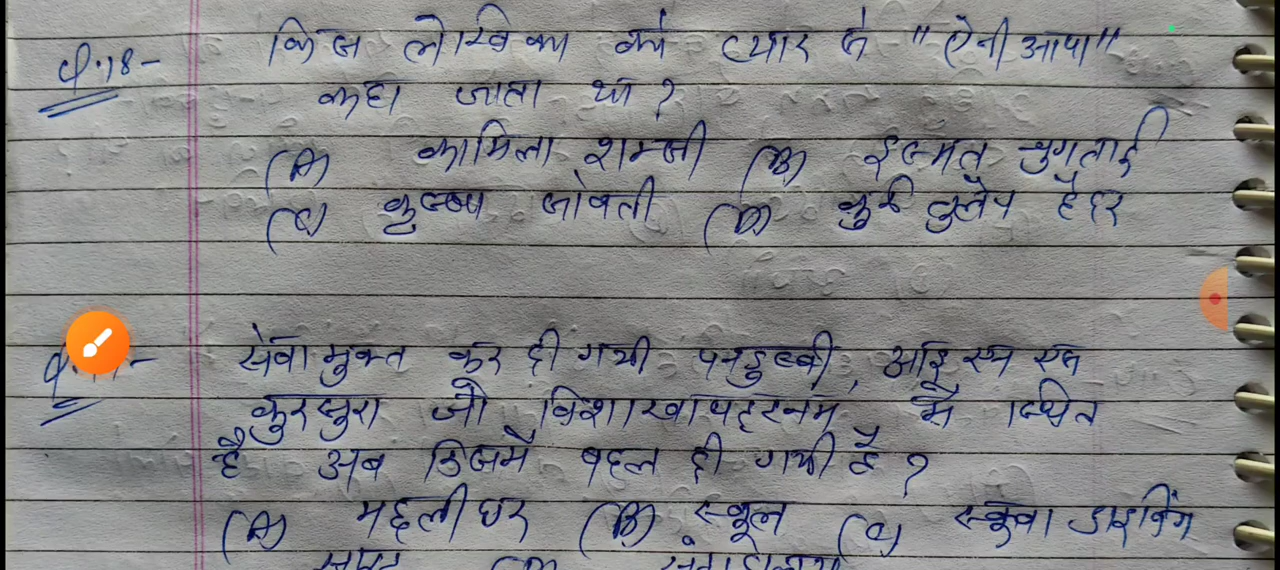 Q.18- किस लेखिका को प्यार से "ऐनी आपा"
कहा जाता था ?
(A) कामिला शम्सी (B) इस्मत चुगताई
(C) कृष्णा सोबती (D) कुर्रतुलैन हैदर
सेवा मुक्त कर दी गयी पनडुब्बी, आई एन एस
कुरसुरा जो विशाखापट्टनम में स्थित
है अब किसमें बदल दी गयी है ?
(A) मछलीघर (B) स्कूल (C) स्कूबा डाइविंग